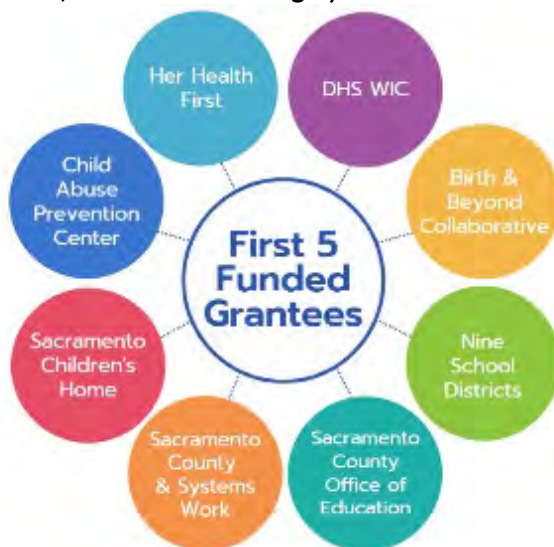 Her Health
First
DHS WIC
Child
Abuse
Prevention
Center
Birth &
Beyond
Collaborative
First 5
Funded
Grantees
Sacramento
Children's
Home
Nine
School
Districts
Sacramento
County
& Systems
Work
Sacramento
County
Office of
Education